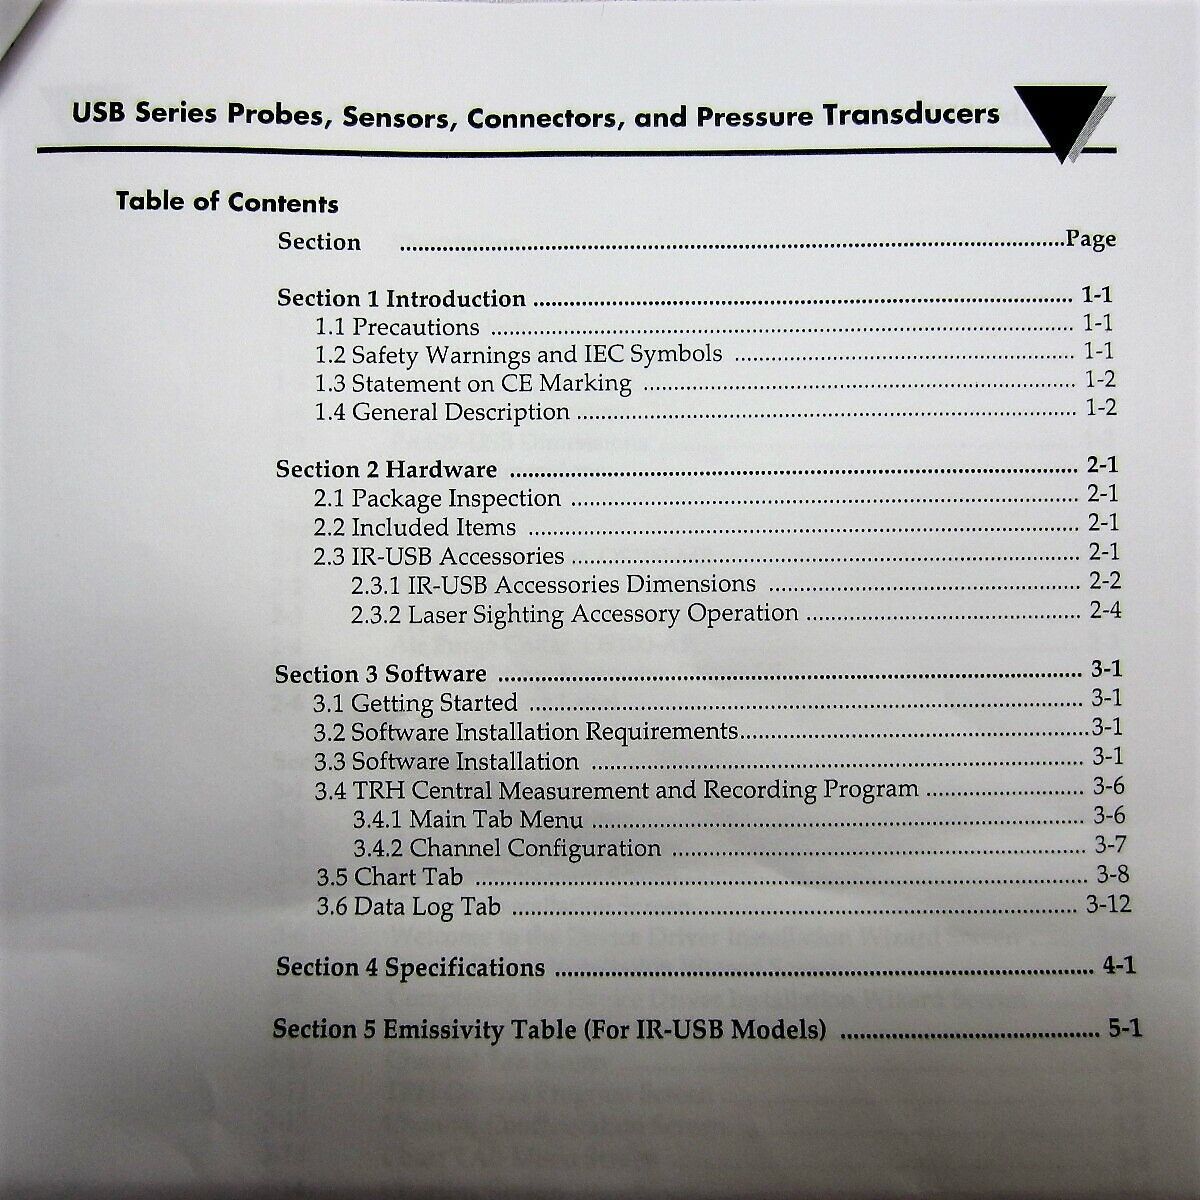 USB Series Probes, Sensors, Connectors, and Pressure Transducers
Table of Contents
Section ........................................................................................................Page
Section 1 Introduction .......................................................................................... 1-1
1.1 Precautions ................................................................................................. 1-1
1.2 Safety Warnings and IEC Symbols ......................................................... 1-1
1.3 Statement on CE Marking ........................................................................ 1-2
1.4 General Description ................................................................................... 1-2
Section 2 Hardware .............................................................................................. 2-1
2.1 Package Inspection ..................................................................................... 2-1
2.2 Included Items ............................................................................................ 2-1
2.3 IR-USB Accessories ..................................................................................... 2-1
2.3.1 IR-USB Accessories Dimensions .................................................... 2-2
2.3.2 Laser Sighting Accessory Operation .............................................. 2-4
Section 3 Software ................................................................................................. 3-1
3.1 Getting Started ............................................................................................ 3-1
3.2 Software Installation Requirements..........................................................3-1
3.3 Software Installation .................................................................................. 3-1
3.4 TRH Central Measurement and Recording Program .......................... 3-6
3.4.1 Main Tab Menu .................................................................................. 3-6
3.4.2 Channel Configuration ..................................................................... 3-7
3.5 Chart Tab ...................................................................................................... 3-8
3.6 Data Log Tab .............................................................................................. 3-12
Section 4 Specifications .......................................................................................... 4-1
Section 5 Emissivity Table (For IR-USB Models) ........................................... 5-1